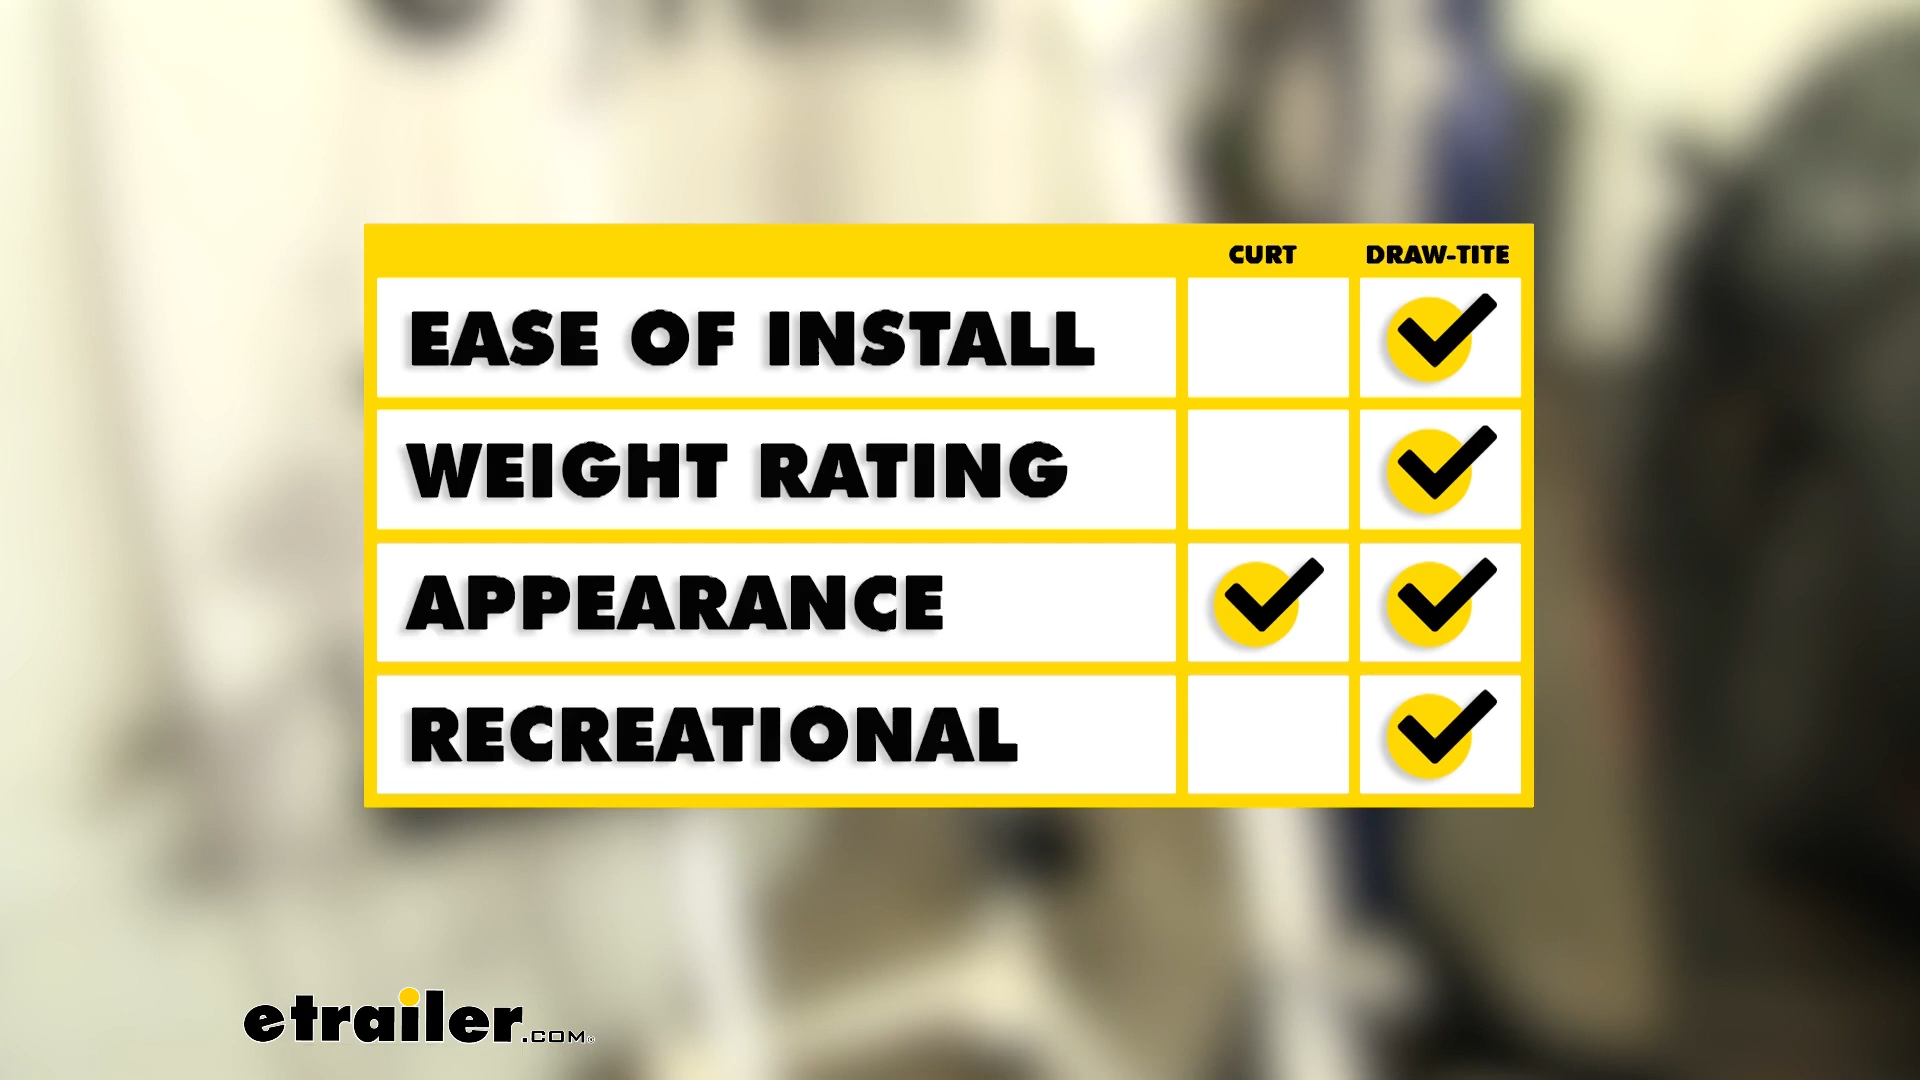 CURT DRAW-TITE
EASE OF INSTALL
WEIGHT RATING
APPEARANCE
RECREATIONAL
etrailer.COM